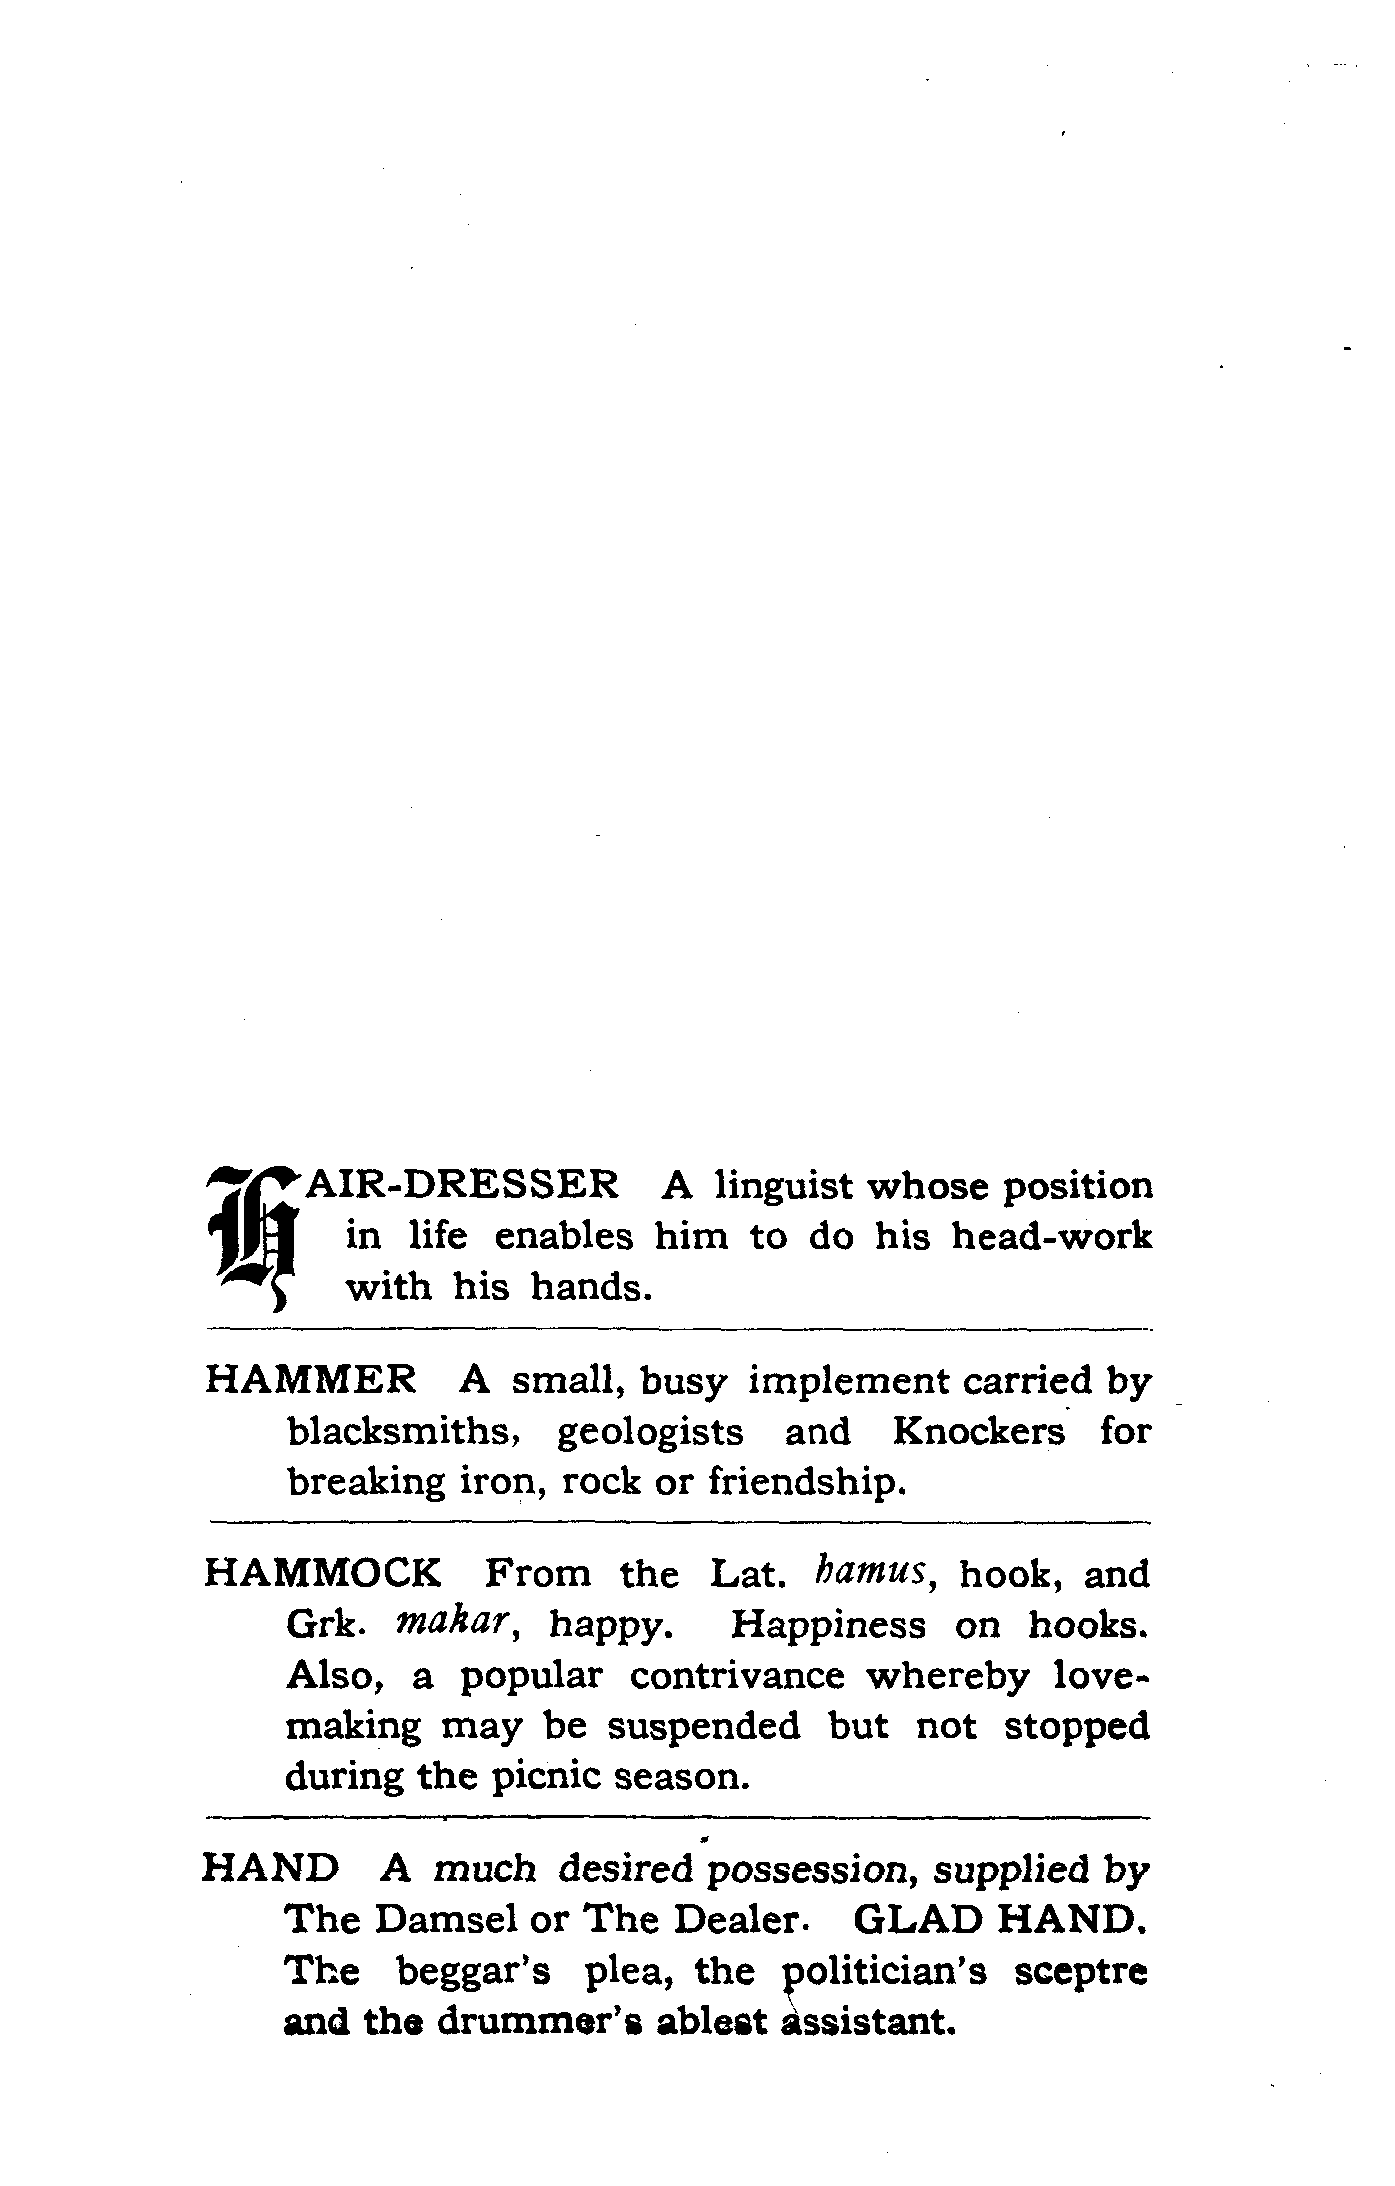 HAIR-DRESSER A linguist whose position
in life enables him to do his head-work
with his hands.
HAMMER A small, busy implement carried by
blacksmiths, geologists and Knockers for
breaking iron, rock or friendship.
HAMMOCK From the Lat. hamus, hook, and
Grk. makar, happy. Happiness on hooks.
Also, a popular contrivance whereby love-
making may be suspended but not stopped
during the picnic season.
HAND A much desired possession, supplied by
The Damsel or The Dealer. GLAD HAND.
The beggar's plea, the politician's sceptre
and the drummer's ablest assistant.